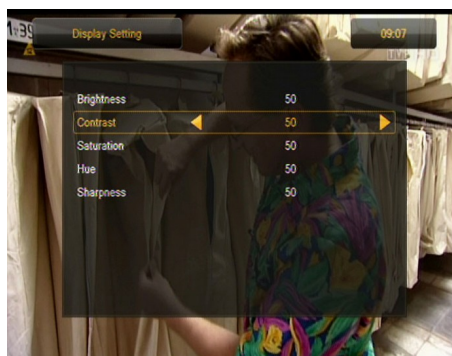 Display Setting
09:07
Brightness 50
Contrast 50
Saturation 50
Hue 50
Sharpness 50